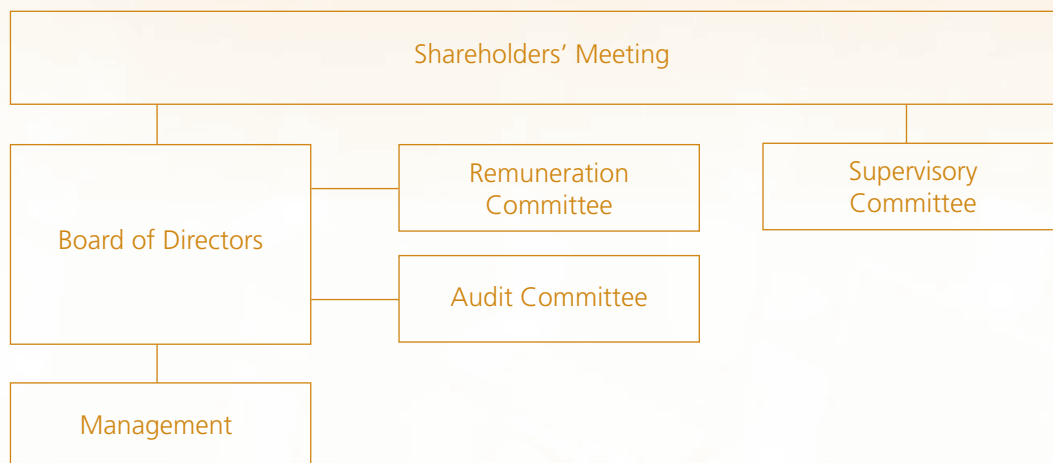 Shareholders’ Meeting
Board of Directors
Remuneration
Committee
Audit Committee
Supervisory
Committee
Management